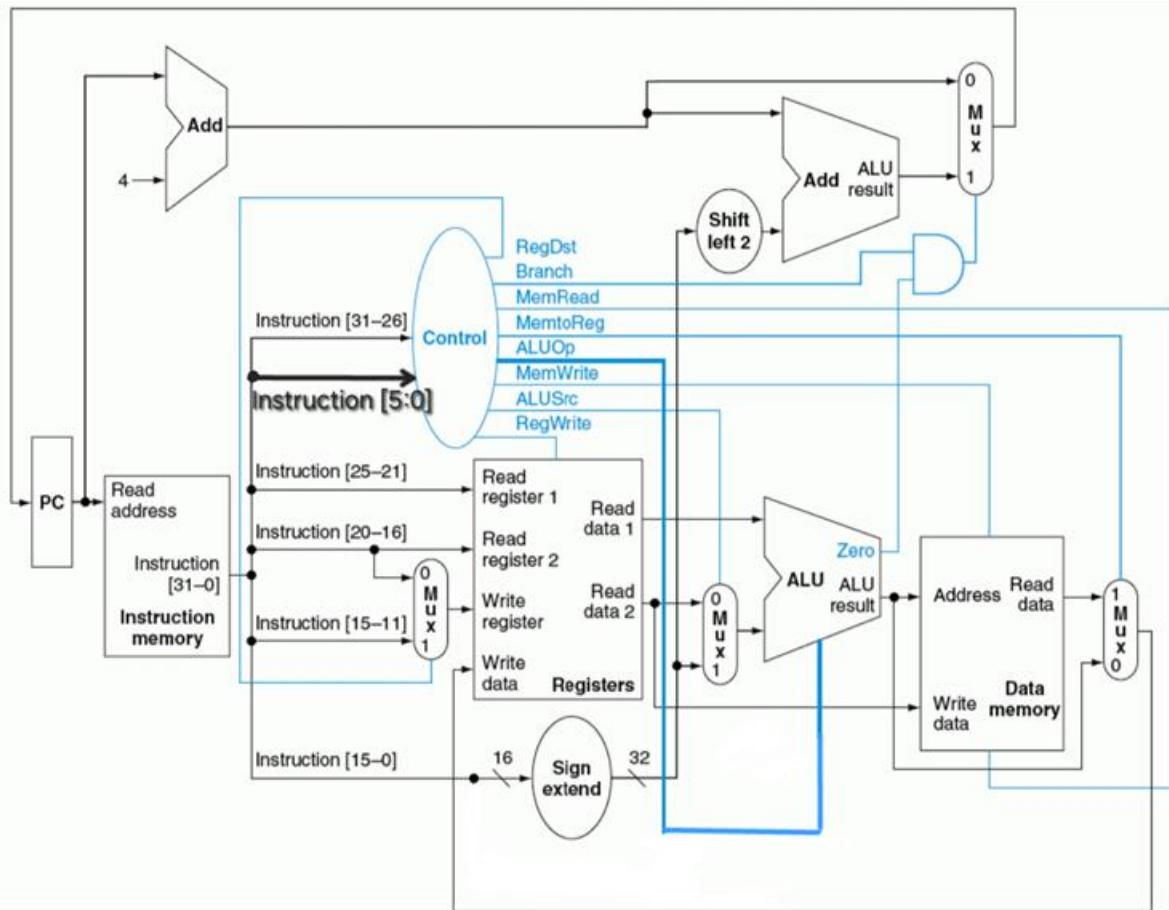 0
M
u
x
1
Add
4
Add
ALU
result
Shift
left 2
RegDst
Branch
MemRead
MemtoReg
ALUOp
MemWrite
ALUSrc
RegWrite
Control
Instruction [31–26]
Instruction [5:0]
PC
Read
address
Instruction
[31–0]
Instruction
memory
Instruction [25–21]
Instruction [20–16]
Instruction [15–11]
Instruction [15–0]
0
M
u
x
1
Read
register 1
Read
register 2
Write
register
Write
data
Read
data 1
Read
data 2
Registers
16
Sign
extend
32
0
M
u
x
1
Zero
ALU
ALU
result
Address
Read
data
Write
data
Data
memory
1
M
u
x
0